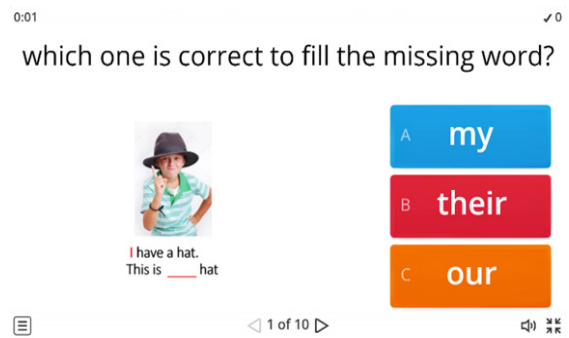 0:01
✓ 0
which one is correct to fill the missing word?
A my
B their
I have a hat.
This is ____ hat
C our
1 of 10